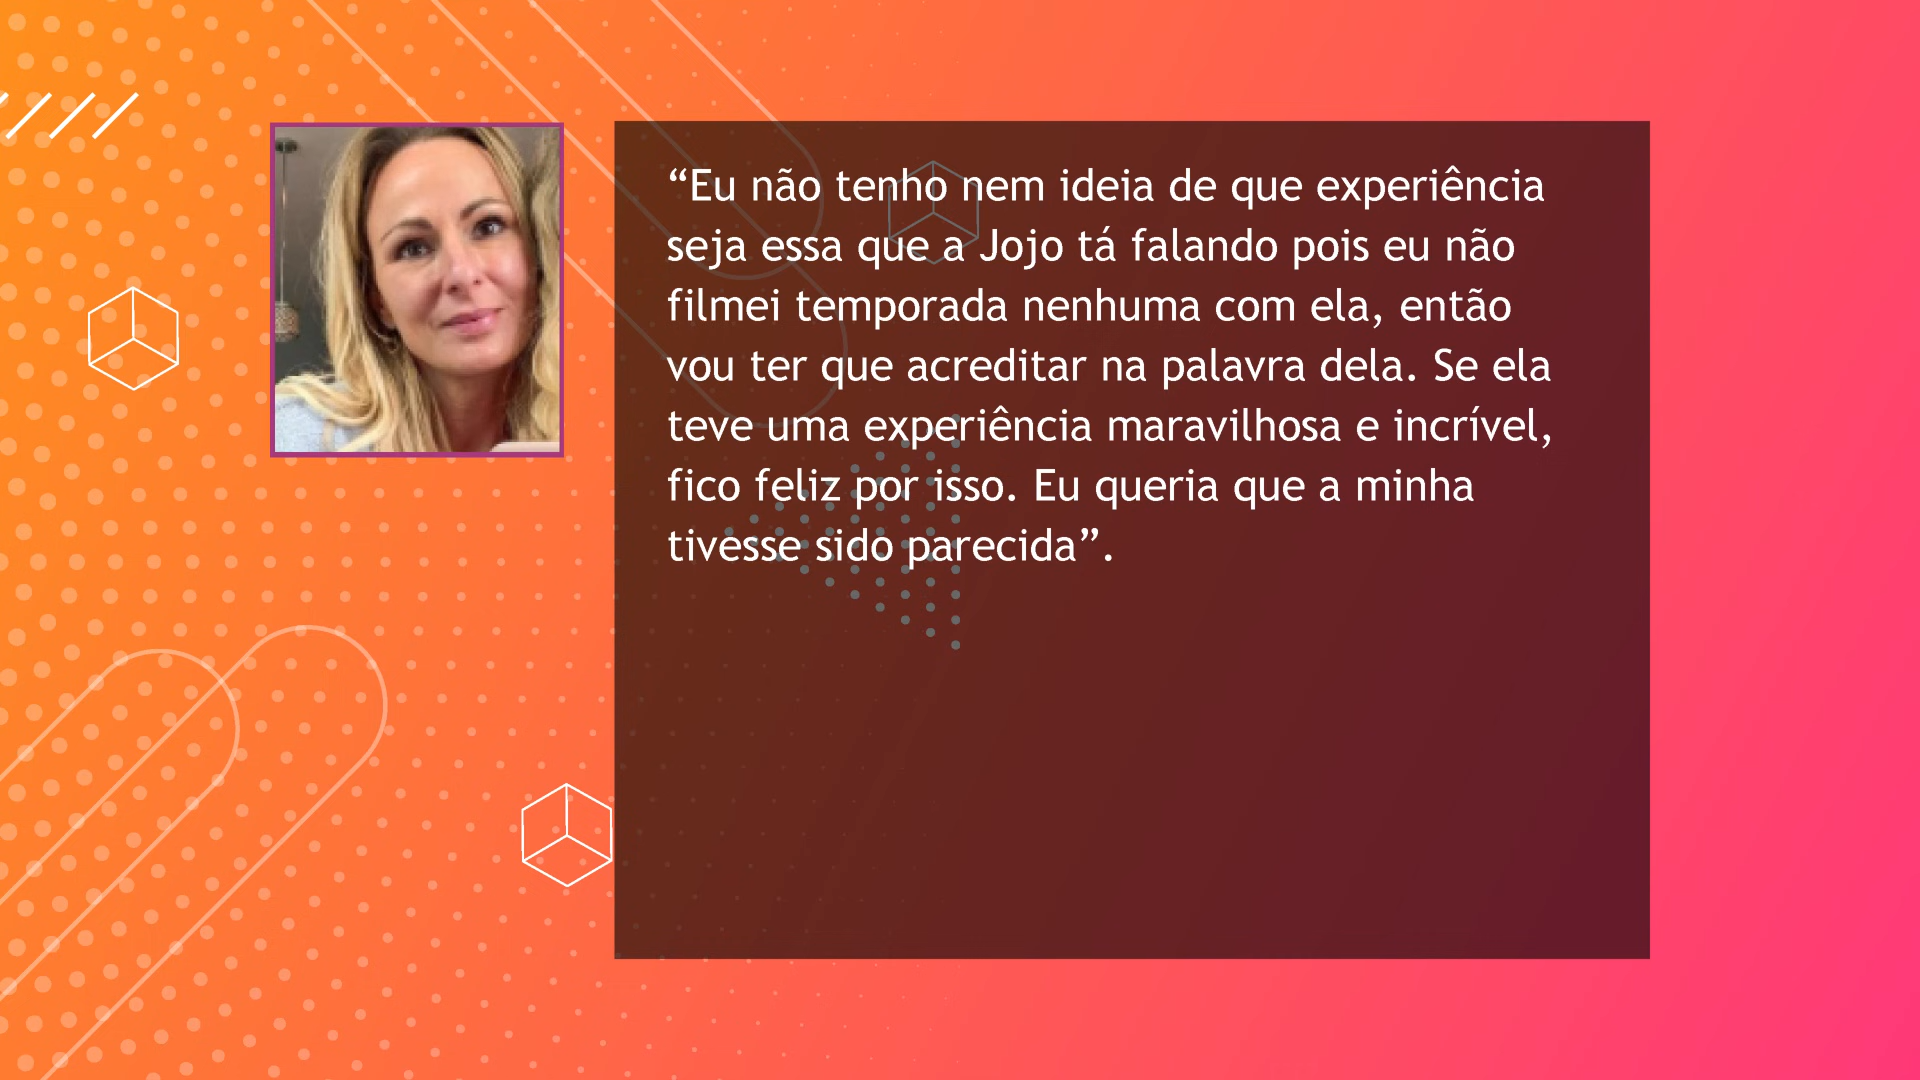 “Eu não tenho nem ideia de que experiência
seja essa que a Jojo tá falando pois eu não
filmei temporada nenhuma com ela, então
vou ter que acreditar na palavra dela. Se ela
teve uma experiência maravilhosa e incrível,
fico feliz por isso. Eu queria que a minha
tivesse sido parecida”.